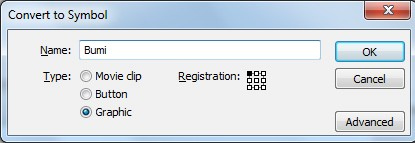 Convert to Symbol
Name: Bumi OK
Type: Movie clip Registration: Cancel
Button
Graphic
Advanced